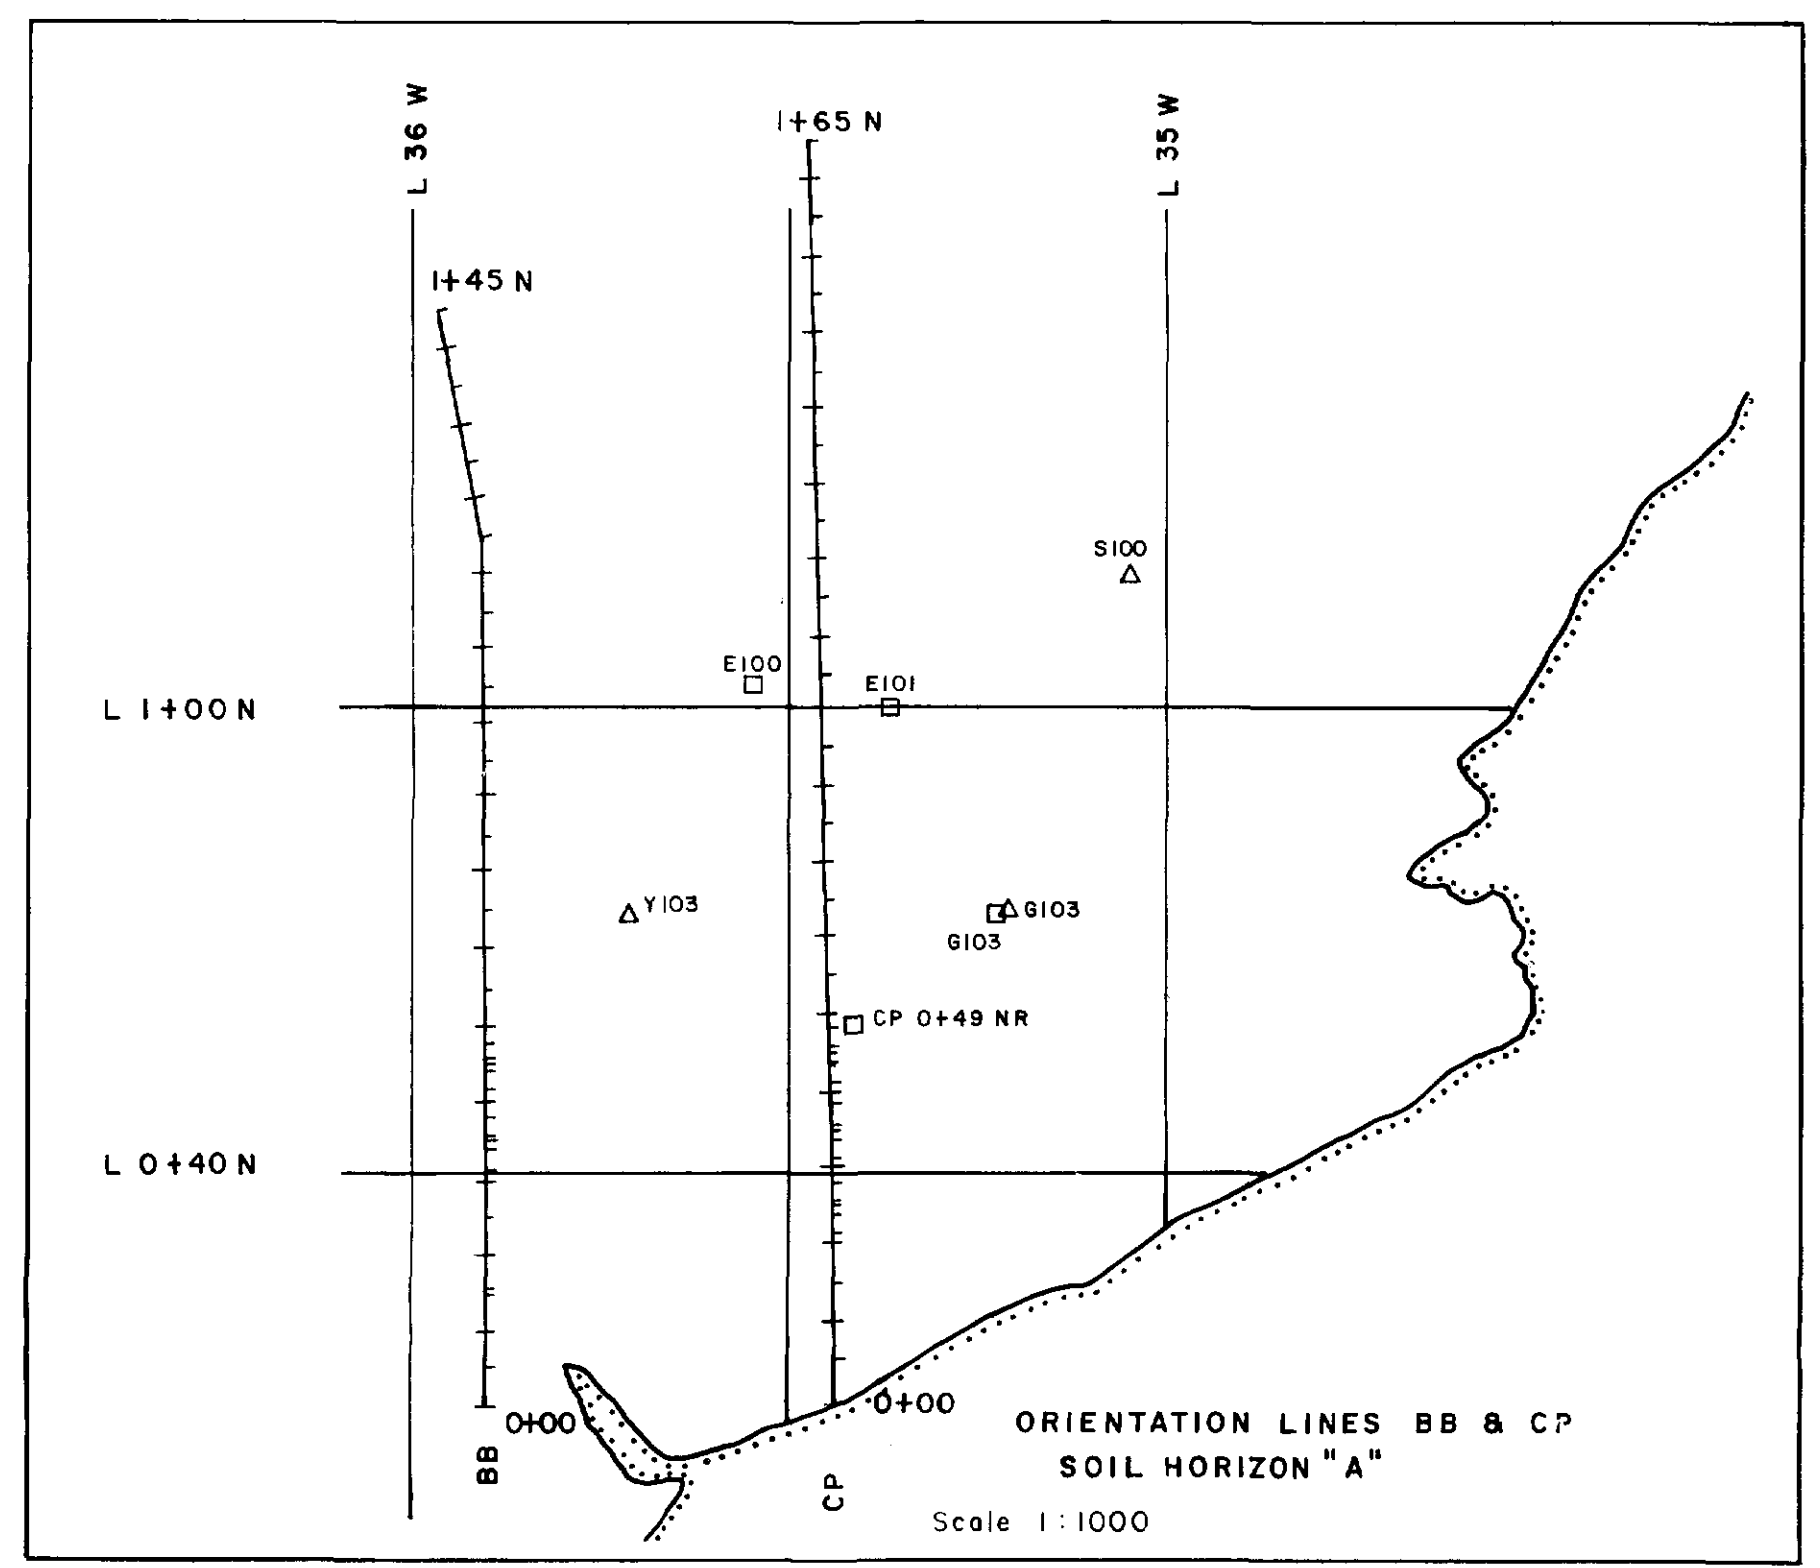 L 36 W
1+65 N
L 35 W
1+45 N
S100
E100
E101
L 1+00 N
Y103
G103
G103
CP 0+49 NR
L 0+40 N
0+00
0+00
BB
CP
ORIENTATION LINES BB & CP
SOIL HORIZON "A"
Scale 1:1000